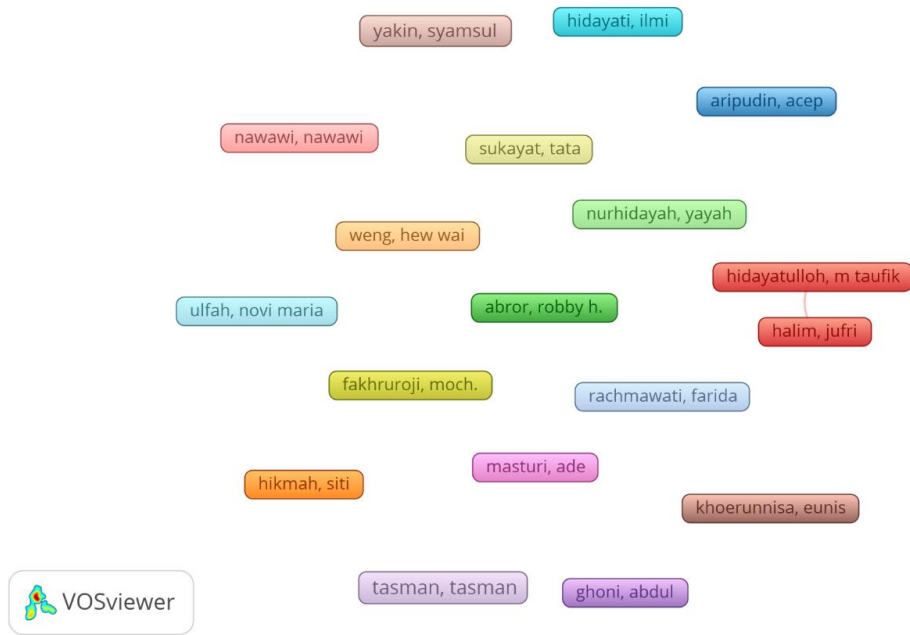 yakin, syamsul
hidayati, ilmi
aripudin, acep
nawawi, nawawi
sukayat, tata
nurhidayah, yayah
weng, hew wai
hidayatulloh, m taufik
ulfah, novi maria
abror, robby h.
halim, jufri
fakhruroji, moch.
rachmawati, farida
masturi, ade
hikmah, siti
khoerunnisa, eunis
tasman, tasman
ghoni, abdul
VOSviewer